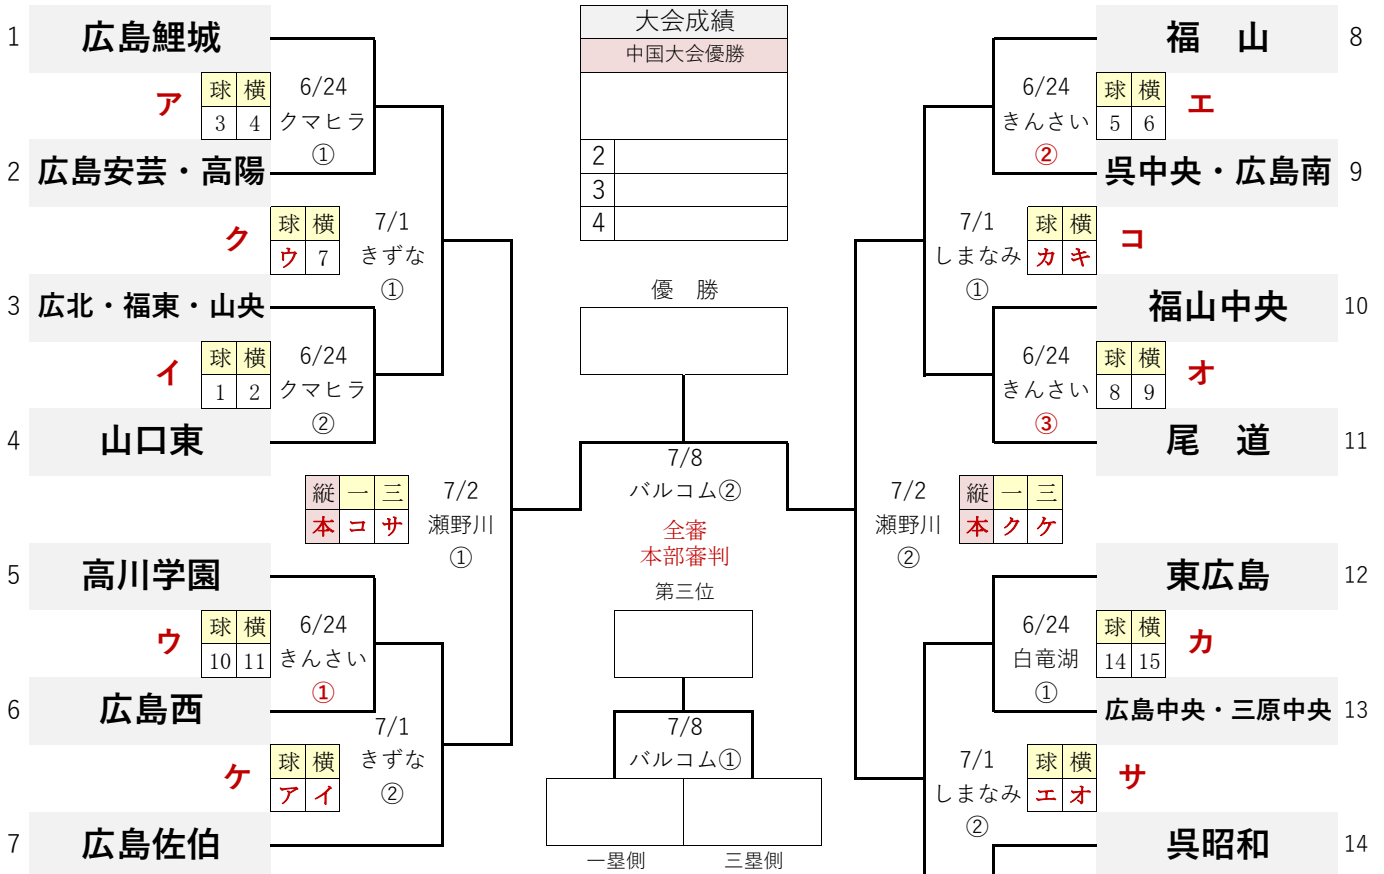 1 広島鯉城
ア 球 横 6/24
3 4 クマヒラ
①
2 広島安芸・高陽
ク 球 横 7/1
ウ 7 きずな
①
3 広北・福東・山央
イ 球 横 6/24
1 2 クマヒラ
②
4 山口東
縦 一 三 7/2
本 コ サ 瀬野川
①
5 高川学園
ウ 球 横 6/24
10 11 きんさい
①
6 広島西
ケ 球 横 7/1
ア イ きずな
②
7 広島佐伯
大会成績
中国大会優勝
2
3
4
優 勝
7/8
バルコム②
全審
本部審判
第三位
7/8
バルコム①
一塁側 三塁側
福 山 8
6/24 球 横 エ
きんさい 5 6
②
呉中央・広島南 9
7/1 球 横 コ
しまなみ カ キ
①
福山中央 10
6/24 球 横 オ
きんさい 8 9
③
尾 道 11
7/2 縦 一 三
瀬野川 本 ク ケ
②
東広島 12
6/24 球 横 カ
白竜湖 14 15
①
広島中央・三原中央 13
7/1 球 横 サ
しまなみ エ オ
②
呉昭和 14